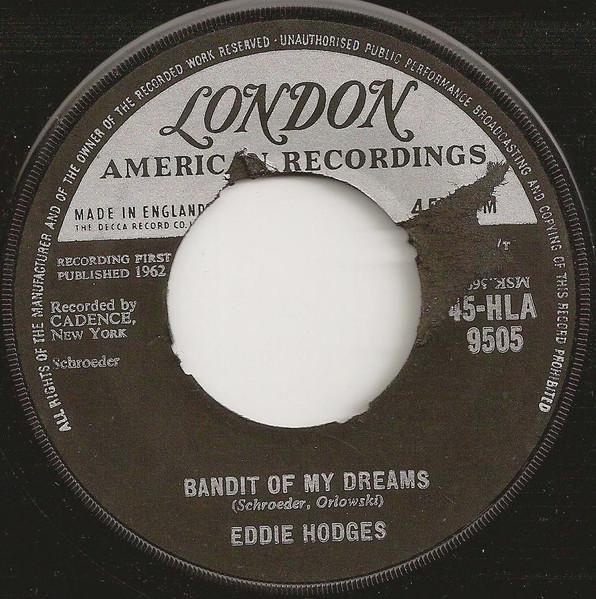 ALL RIGHTS OF THE MANUFACTURER AND OF THE OWNER OF THE RECORDED WORK RESERVED · UNAUTHORISED PUBLIC PERFORMANCE BROADCASTING AND COPYING OF THIS RECORD PROHIBITED
LONDON
AMERICAN RECORDINGS
MADE IN ENGLAND
THE DECCA RECORD CO.
RECORDING FIRST
PUBLISHED 1962
Recorded by
CADENCE,
NEW YORK
Schroeder
45-HLA
9505
BANDIT OF MY DREAMS
(Schroeder, Orlowski)
EDDIE HODGES